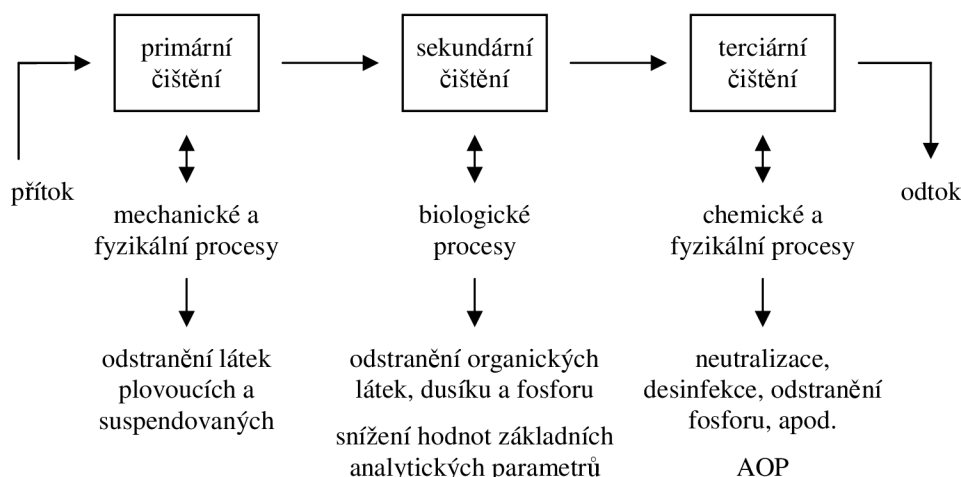 primární
čištění
sekundární
čištění
terciární
čištění
přítok
odtok
mechanické a
fyzikální procesy
biologické
procesy
chemické a
fyzikální procesy
odstranění látek
plovoucích a
suspendovaných
odstranění organických
látek, dusíku a fosforu
snížení hodnot základních
analytických parametrů
neutralizace,
desinfekce, odstranění
fosforu, apod.
AOP